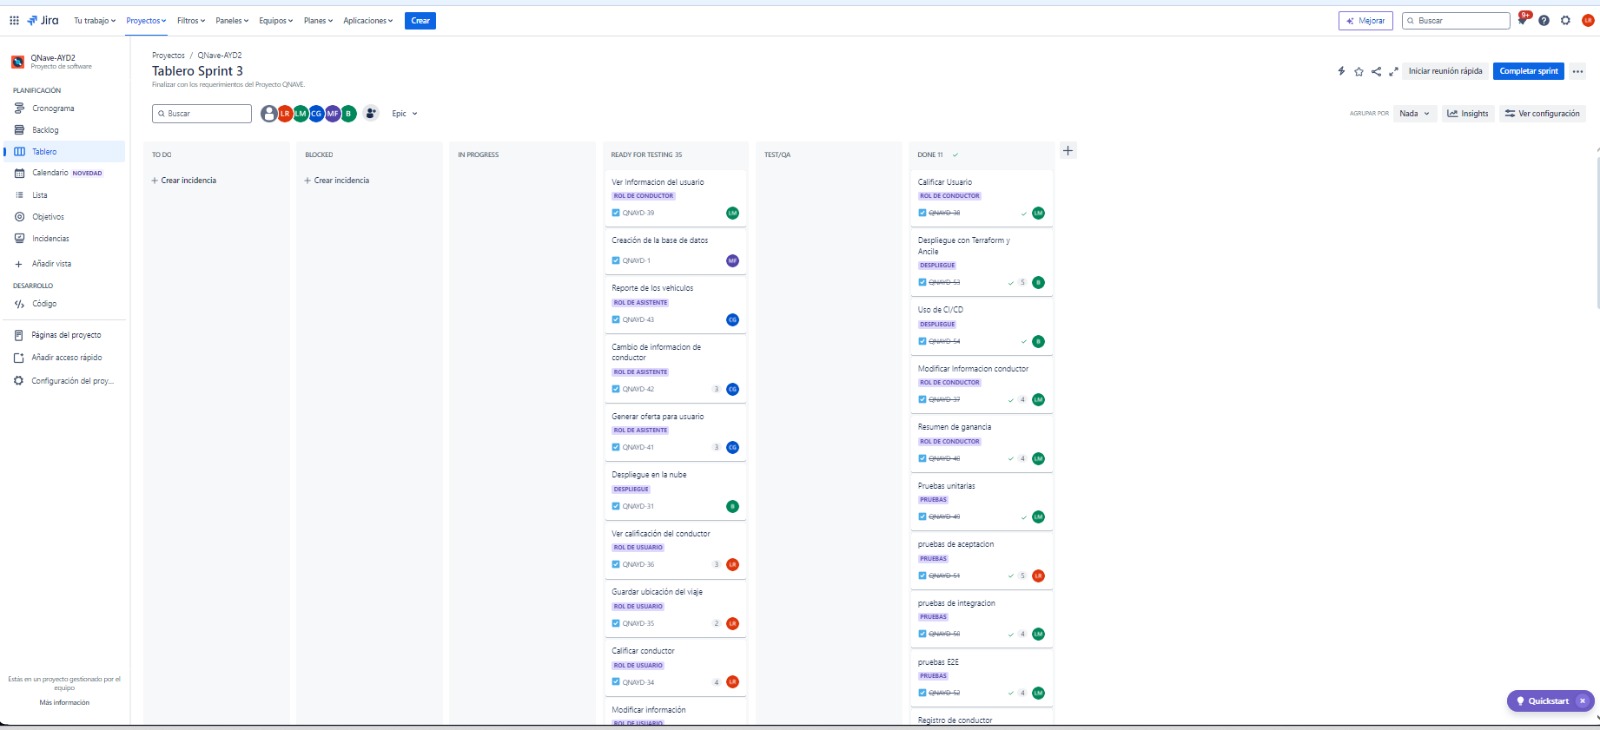 Jira
Tu trabajo
Proyectos
Filtros
Paneles
Equipos
Planes
Aplicaciones
Crear
Mejorar
Buscar
9+
LR
QNave-AYD2
Proyecto de software
PLANIFICACIÓN
Cronograma
Backlog
Tablero
Calendario NOVEDAD
Lista
Objetivos
Incidencias
Añadir vista
DESARROLLO
Código
Páginas del proyecto
Añadir acceso rápido
Configuración del proy...
Estás en un proyecto gestionado por el
equipo
Más información
Proyectos / QNave-AYD2
Tablero Sprint 3
Finalizar con los requerimientos del Proyecto QNAVE.
Iniciar reunión rápida
Completar sprint
Buscar
LR LM CG MF B
Epic
AGRUPAR POR
Nada
Insights
Ver configuración
TO DO
+ Crear incidencia
BLOCKED
+ Crear incidencia
IN PROGRESS
READY FOR TESTING 35
Ver informacion del usuario
ROL DE CONDUCTOR
QNAYD-39
LM
Creación de la base de datos
QNAYD-1
MF
Reporte de los vehiculos
ROL DE ASISTENTE
QNAYD-43
CG
Cambio de informacion de
conductor
ROL DE ASISTENTE
QNAYD-42
3 CG
Generar oferta para usuario
ROL DE ASISTENTE
QNAYD-41
3 CG
Despliegue en la nube
DESPLIEGUE
QNAYD-31
B
Ver calificación del conductor
ROL DE USUARIO
QNAYD-36
3 LR
Guardar ubicación del viaje
ROL DE USUARIO
QNAYD-35
2 LR
Calificar conductor
ROL DE USUARIO
QNAYD-34
4 LR
Modificar información
ROL DE USUARIO
TEST/QA
DONE 11
Calificar Usuario
ROL DE CONDUCTOR
QNAYD-38
LM
Despliegue con Terraform y
Ancile
DESPLIEGUE
QNAYD-53
5 B
Uso de CI/CD
DESPLIEGUE
QNAYD-54
B
Modificar informacion conductor
ROL DE CONDUCTOR
QNAYD-37
4 LM
Resumen de ganancia
ROL DE CONDUCTOR
QNAYD-40
4 LM
Pruebas unitarias
PRUEBAS
QNAYD-49
LM
pruebas de aceptacion
PRUEBAS
QNAYD-51
5 LR
pruebas de integracion
PRUEBAS
QNAYD-50
4 LM
pruebas E2E
PRUEBAS
QNAYD-52
4 LM
Registro de conductor
Quickstart